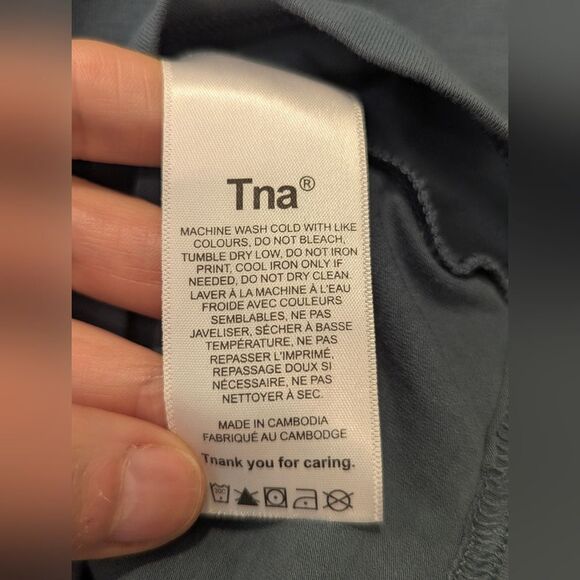 Tna®
MACHINE WASH COLD WITH LIKE
COLOURS, DO NOT BLEACH,
TUMBLE DRY LOW, DO NOT IRON
PRINT, COOL IRON ONLY IF
NEEDED, DO NOT DRY CLEAN.
LAVER À LA MACHINE À L'EAU
FROIDE AVEC COULEURS
SEMBLABLES, NE PAS
JAVELISER, SÉCHER À BASSE
TEMPÉRATURE, NE PAS
REPASSER L'IMPRIMÉ,
REPASSAGE DOUX SI
NÉCESSAIRE, NE PAS
NETTOYER À SEC.
MADE IN CAMBODIA
FABRIQUÉ AU CAMBODGE
Thank you for caring.
30C